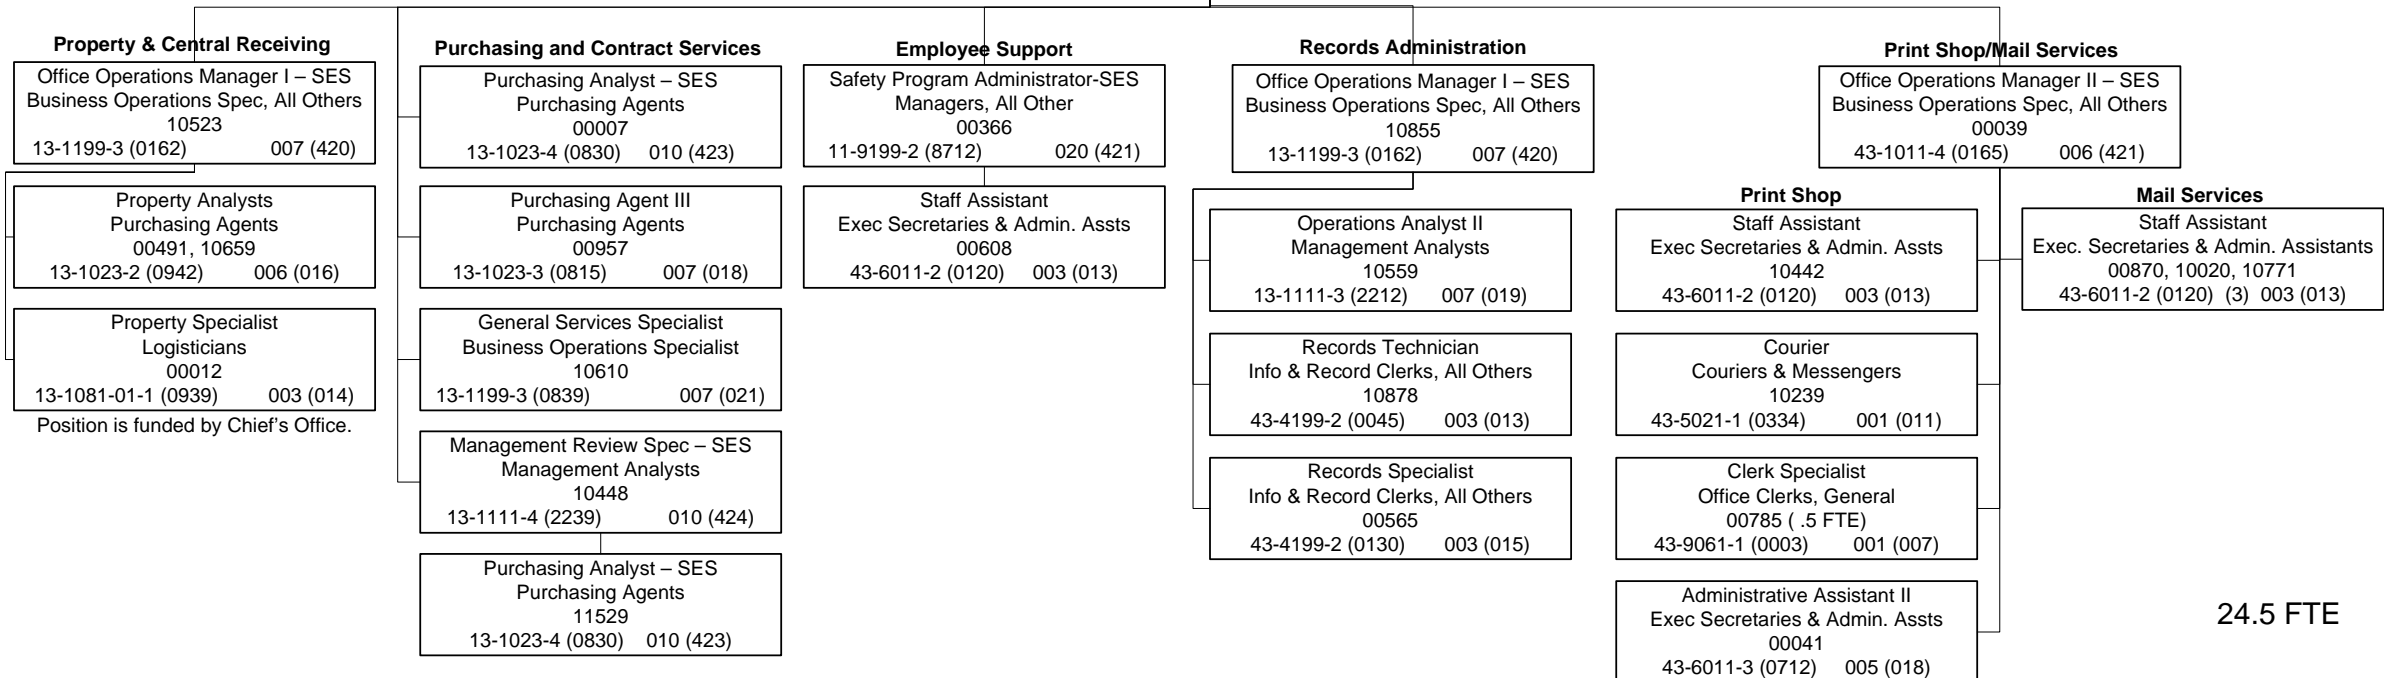 Property & Central Receiving
Office Operations Manager I – SES
Business Operations Spec, All Others
10523
13-1199-3 (0162) 007 (420)
Property Analysts
Purchasing Agents
00491, 10659
13-1023-2 (0942) 006 (016)
Property Specialist
Logisticians
00012
13-1081-01-1 (0939) 003 (014)
Position is funded by Chief's Office.
Purchasing and Contract Services
Purchasing Analyst – SES
Purchasing Agents
00007
13-1023-4 (0830) 010 (423)
Purchasing Agent III
Purchasing Agents
00957
13-1023-3 (0815) 007 (018)
General Services Specialist
Business Operations Specialist
10610
13-1199-3 (0839) 007 (021)
Management Review Spec – SES
Management Analysts
10448
13-1111-4 (2239) 010 (424)
Purchasing Analyst – SES
Purchasing Agents
11529
13-1023-4 (0830) 010 (423)
Employee Support
Safety Program Administrator-SES
Managers, All Other
00366
11-9199-2 (8712) 020 (421)
Staff Assistant
Exec Secretaries & Admin. Assts
00608
43-6011-2 (0120) 003 (013)
Records Administration
Office Operations Manager I – SES
Business Operations Spec, All Others
10855
13-1199-3 (0162) 007 (420)
Operations Analyst II
Management Analysts
10559
13-1111-3 (2212) 007 (019)
Records Technician
Info & Record Clerks, All Others
10878
43-4199-2 (0045) 003 (013)
Records Specialist
Info & Record Clerks, All Others
00565
43-4199-2 (0130) 003 (015)
Print Shop/Mail Services
Office Operations Manager II – SES
Business Operations Spec, All Others
00039
43-1011-4 (0165) 006 (421)
Print Shop
Staff Assistant
Exec Secretaries & Admin. Assts
10442
43-6011-2 (0120) 003 (013)
Courier
Couriers & Messengers
10239
43-5021-1 (0334) 001 (011)
Clerk Specialist
Office Clerks, General
00785 ( .5 FTE)
43-9061-1 (0003) 001 (007)
Administrative Assistant II
Exec Secretaries & Admin. Assts
00041
43-6011-3 (0712) 005 (018)
Mail Services
Staff Assistant
Exec. Secretaries & Admin. Assistants
00870, 10020, 10771
43-6011-2 (0120) (3) 003 (013)
24.5 FTE